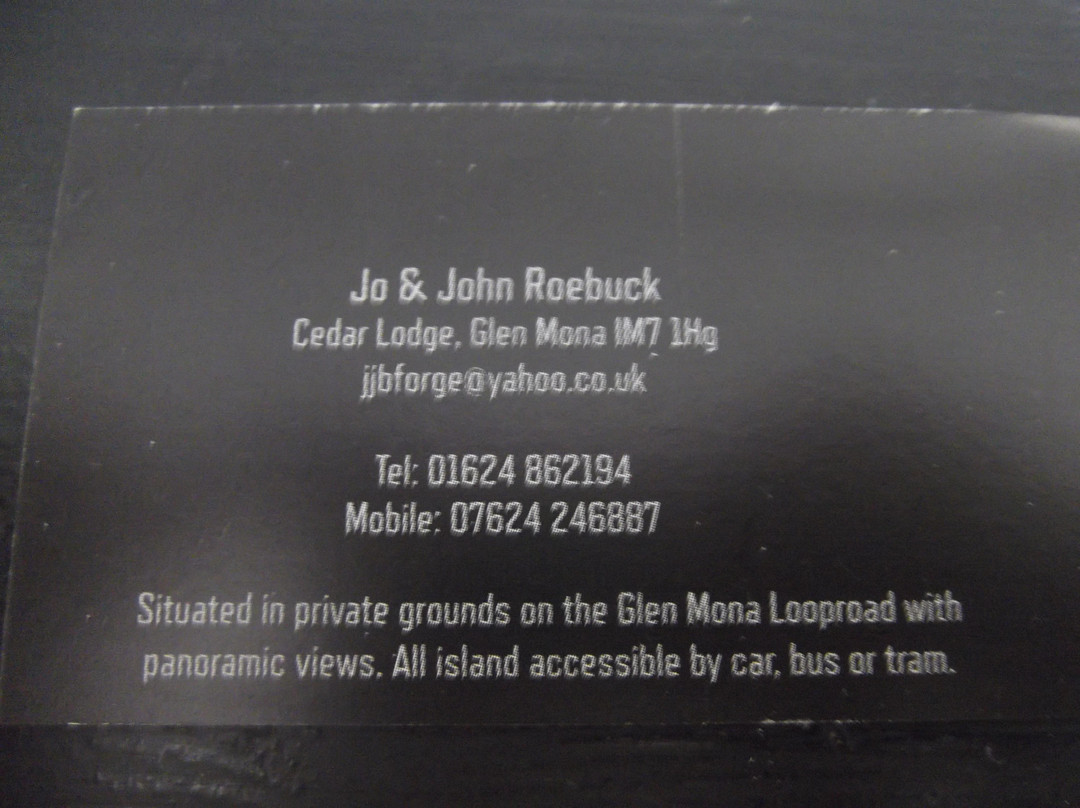 Jo & John Roebuck
Cedar Lodge, Glen Mona IM7 1Hg
jjbforge@yahoo.co.uk
Tel: 01624 862194
Mobile: 07624 246887
Situated in private grounds on the Glen Mona Looproad with
panoramic views. All island accessible by car, bus or tram.